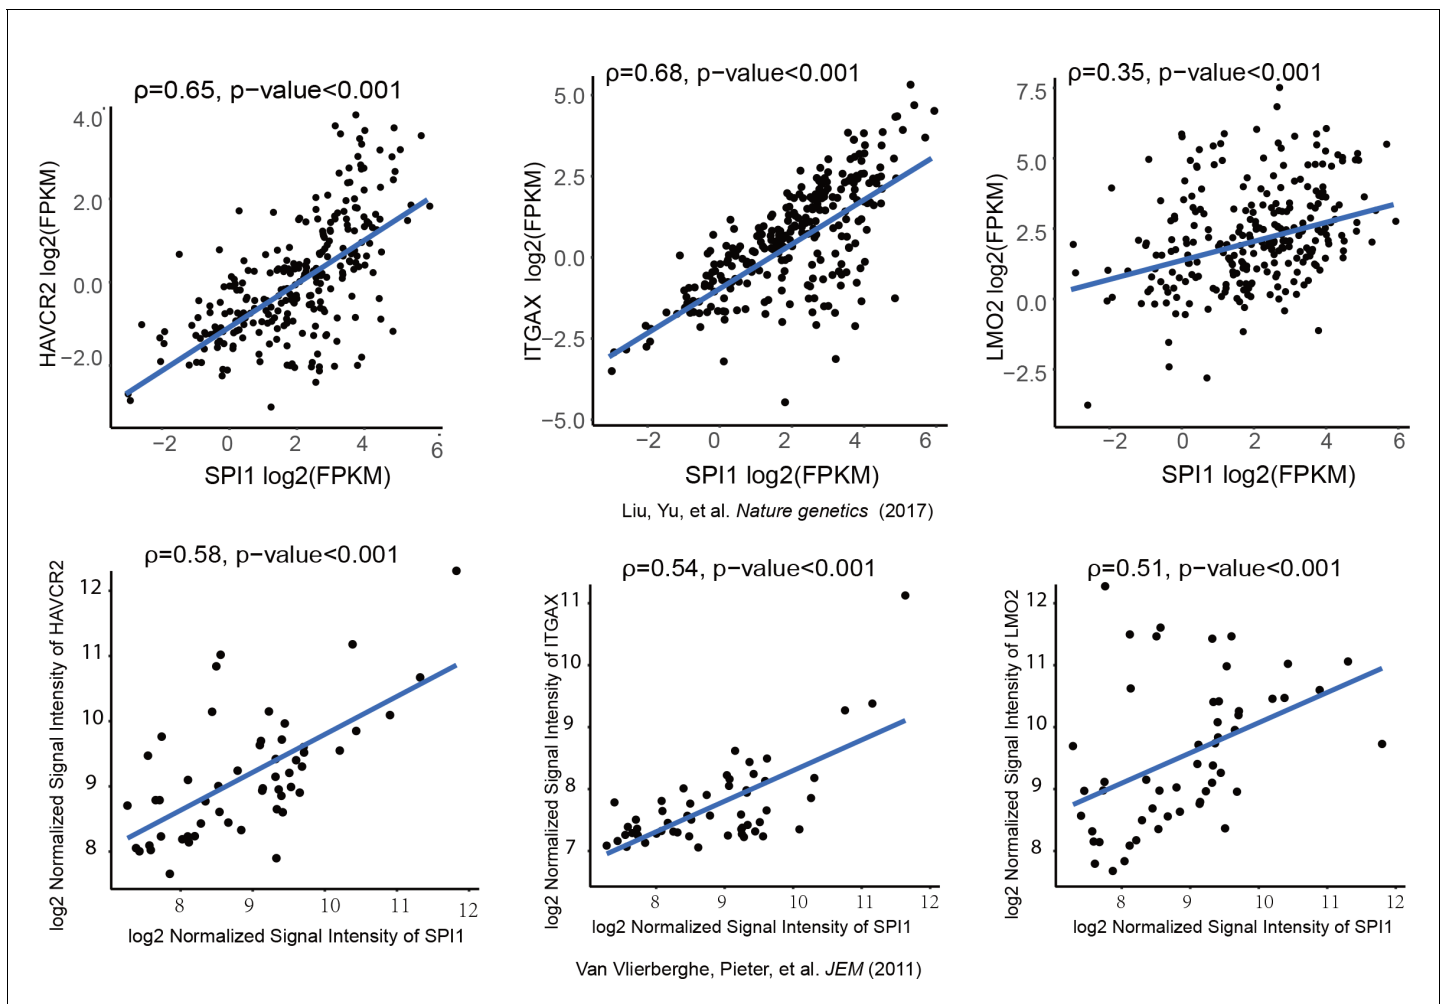 ρ=0.65, p−value<0.001
HAVCR2 log2(FPKM)
4.0
2.0
0.0
−2.0
−2 0 2 4 6
SPI1 log2(FPKM)
ρ=0.68, p−value<0.001
ITGAX log2(FPKM)
5.0
2.5
0.0
−2.5
−5.0
−2 0 2 4 6
SPI1 log2(FPKM)
ρ=0.35, p−value<0.001
LMO2 log2(FPKM)
7.5
5.0
2.5
0.0
−2.5
−2 0 2 4 6
SPI1 log2(FPKM)
Liu, Yu, et al. Nature genetics (2017)
ρ=0.58, p−value<0.001
log2 Normalized Signal Intensity of HAVCR2
12
11
10
9
8
8 9 10 11 12
log2 Normalized Signal Intensity of SPI1
ρ=0.54, p−value<0.001
log2 Normalized Signal Intensity of ITGAX
11
10
9
8
7
8 9 10 11 12
log2 Normalized Signal Intensity of SPI1
ρ=0.51, p−value<0.001
log2 Normalized Signal Intensity of LMO2
12
11
10
9
8
8 9 10 11 12
log2 Normalized Signal Intensity of SPI1
Van Vlierberghe, Pieter, et al. JEM (2011)